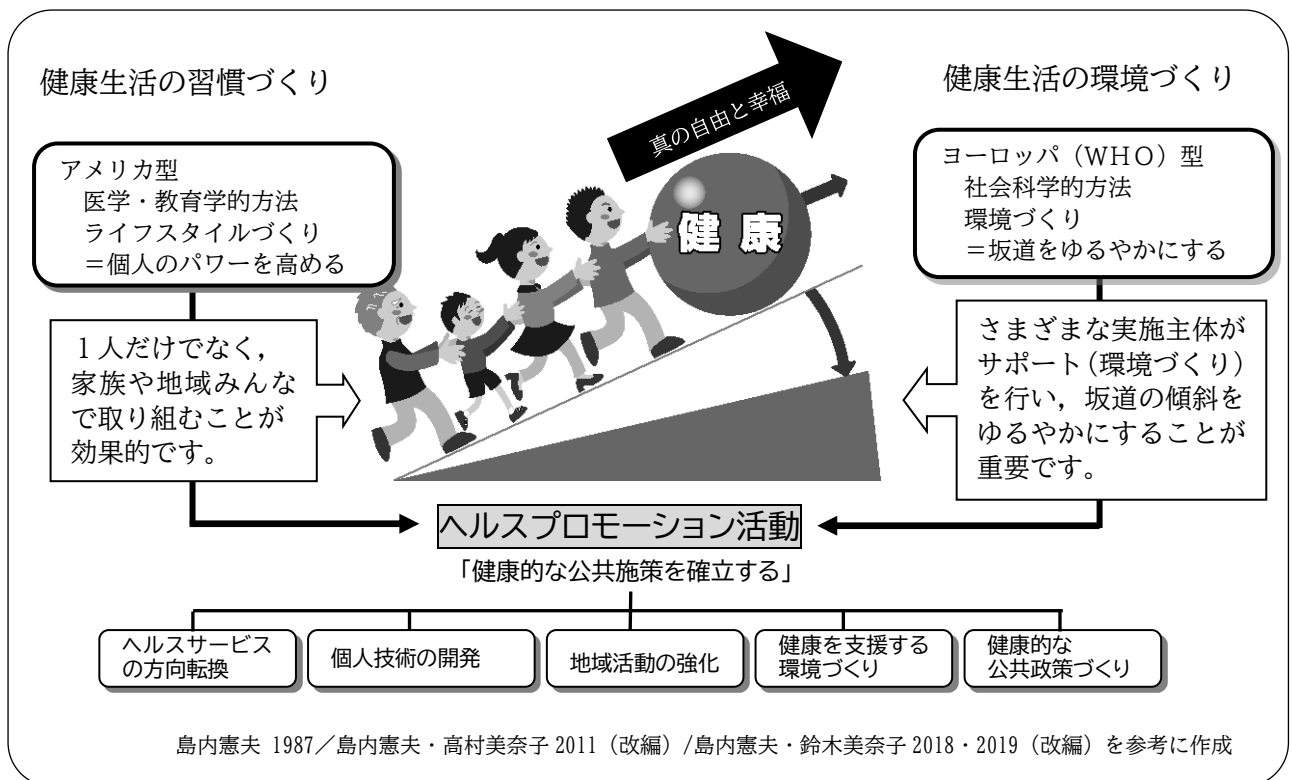 健康生活の習慣づくり
アメリカ型
医学・教育学的方法
ライフスタイルづくり
＝個人のパワーを高める
１人だけでなく，
家族や地域みんな
で取り組むことが
効果的です。
真の自由と幸福
健康
健康生活の環境づくり
ヨーロッパ（ＷＨＯ）型
社会科学的方法
環境づくり
＝坂道をゆるやかにする
さまざまな実施主体が
サポート（環境づくり）
を行い，坂道の傾斜を
ゆるやかにすることが
重要です。
ヘルスプロモーション活動
「健康的な公共施策を確立する」
ヘルスサービス
の方向転換
個人技術の開発
地域活動の強化
健康を支援する
環境づくり
健康的な
公共政策づくり
島内憲夫 1987／島内憲夫・高村美奈子 2011（改編）/島内憲夫・鈴木美奈子 2018・2019（改編）を参考に作成